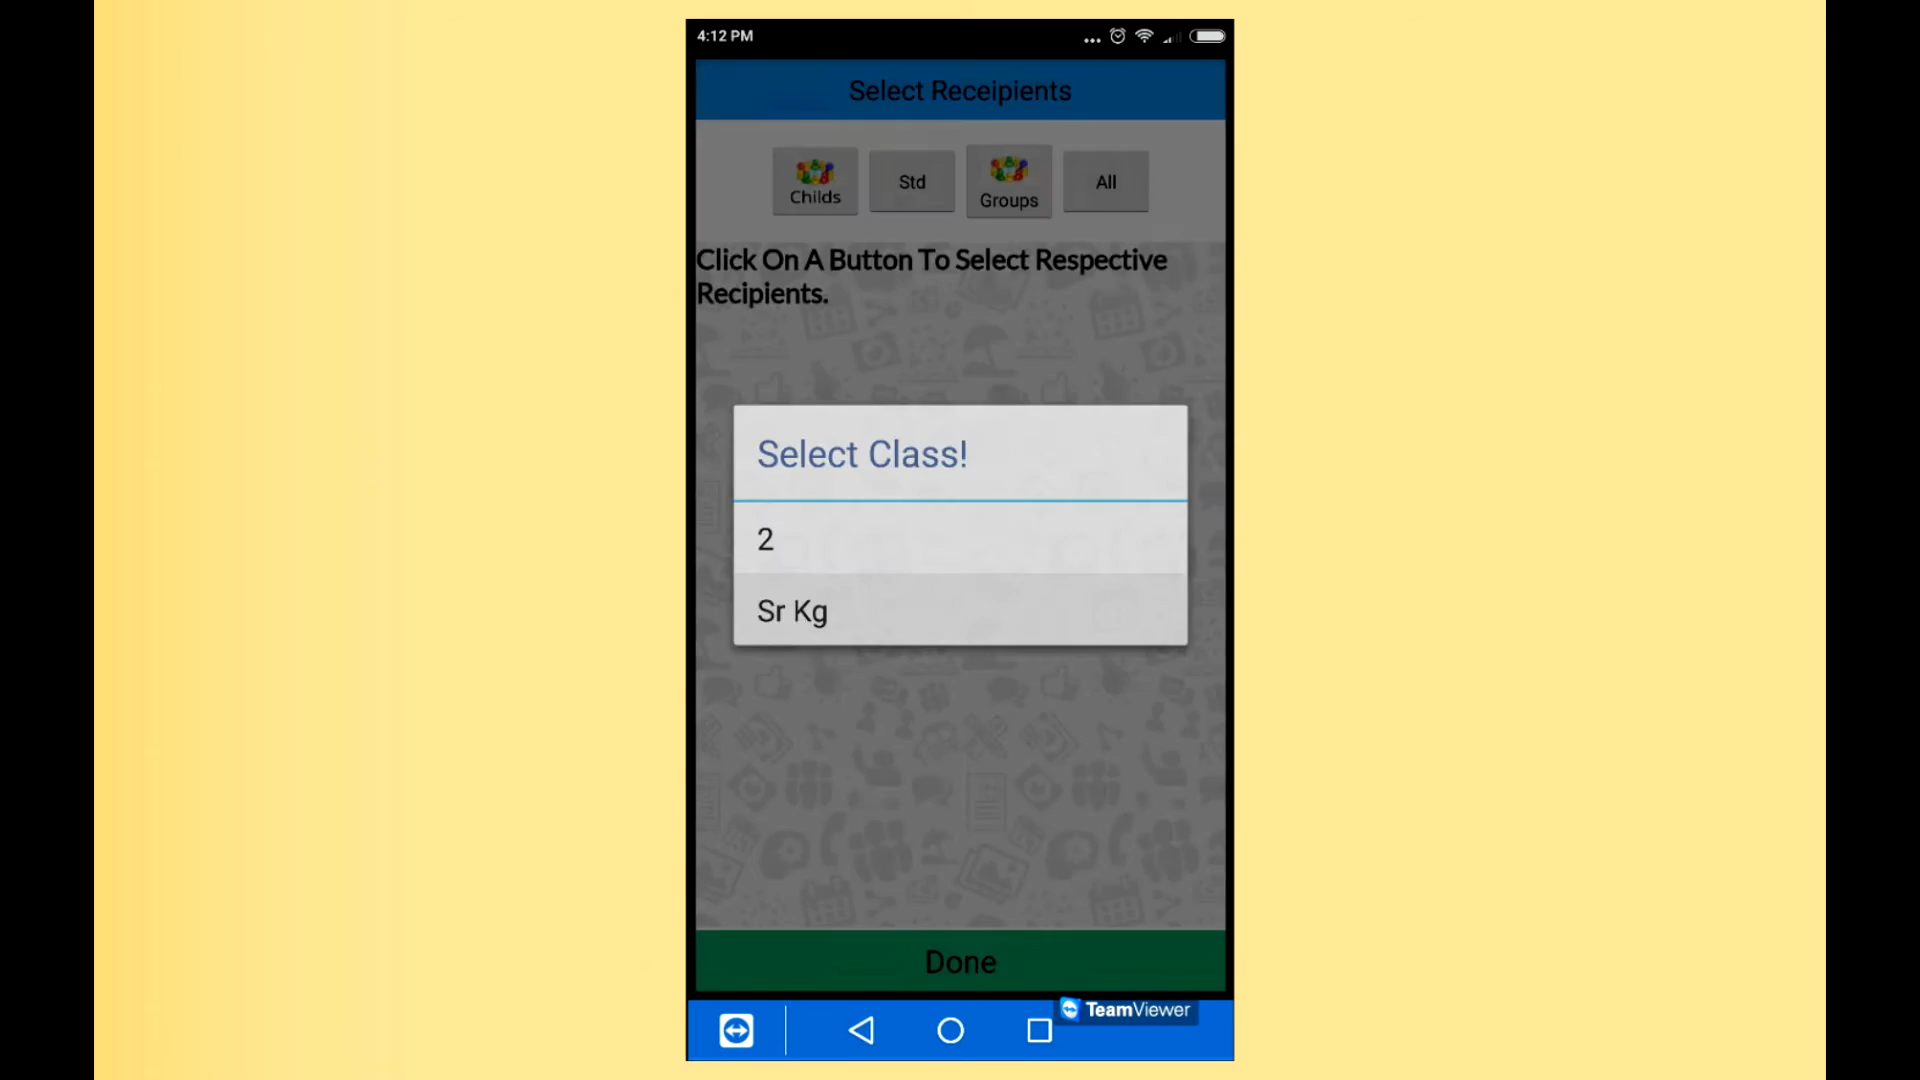 4:12 PM
Select Receipients
Childs
Std
Groups
All
Click On A Button To Select Respective
Recipients.
Select Class!
2
Sr Kg
Done
TeamViewer